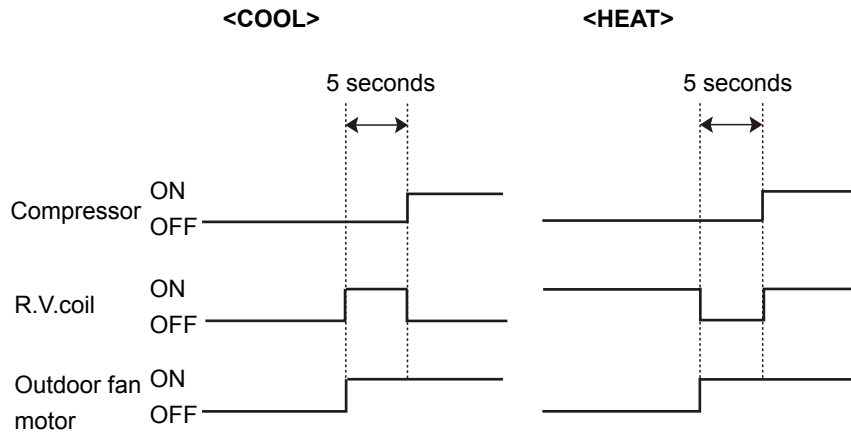 <COOL> <HEAT>
5 seconds 5 seconds
Compressor ON
OFF
R.V.coil ON
OFF
Outdoor fan motor ON
OFF